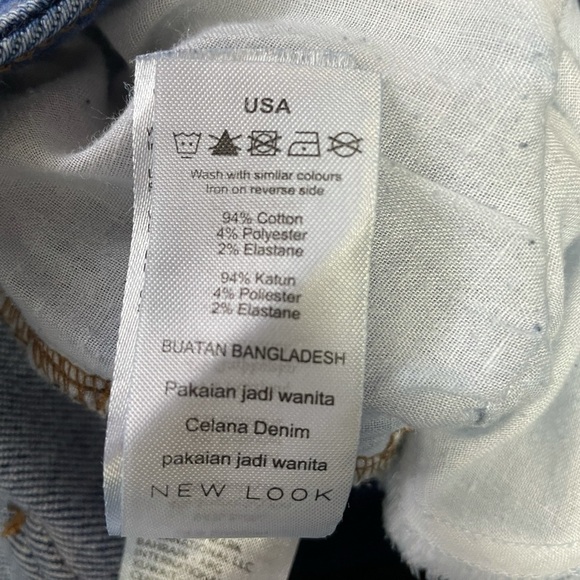 USA
Wash with similar colours
Iron on reverse side
94% Cotton
4% Polyester
2% Elastane
94% Katun
4% Poliester
2% Elastane
BUATAN BANGLADESH
Pakaian jadi wanita
Celana Denim
pakaian jadi wanita
NEW LOOK
BAHRAIN